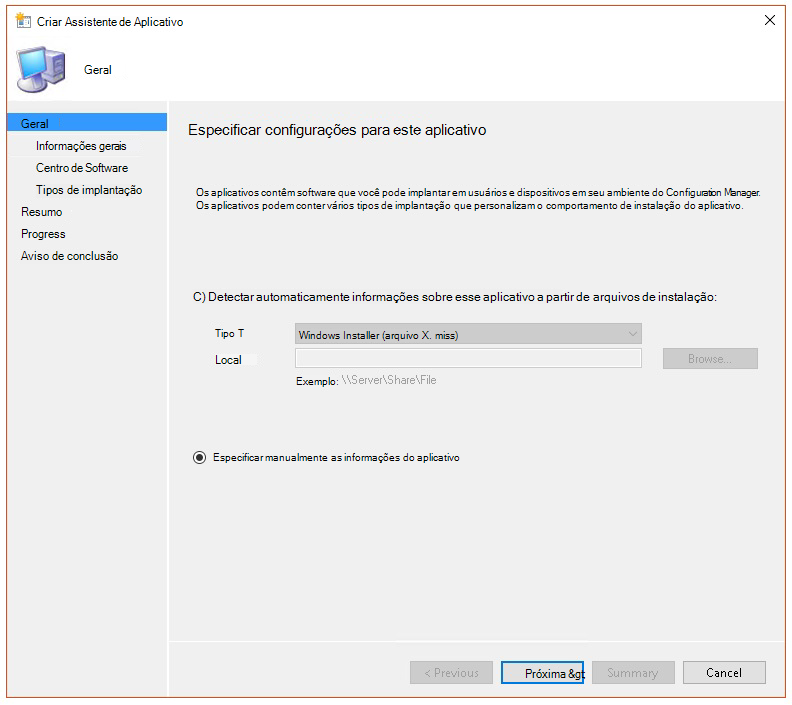 Criar Assistente de Aplicativo
Geral
Geral
Informações gerais
Centro de Software
Tipos de implantação
Resumo
Progress
Aviso de conclusão
Especificar configurações para este aplicativo
Os aplicativos contêm software que você pode implantar em usuários e dispositivos em seu ambiente do Configuration Manager.
Os aplicativos podem conter vários tipos de implantação que personalizam o comportamento de instalação do aplicativo.
C) Detectar automaticamente informações sobre esse aplicativo a partir de arquivos de instalação:
Tipo T
Windows Installer (arquivo X. miss)
Local
Browse...
Exemplo: \\Server\Share\File
Especificar manualmente as informações do aplicativo
< Previous
Próxima &gt;
Summary
Cancel